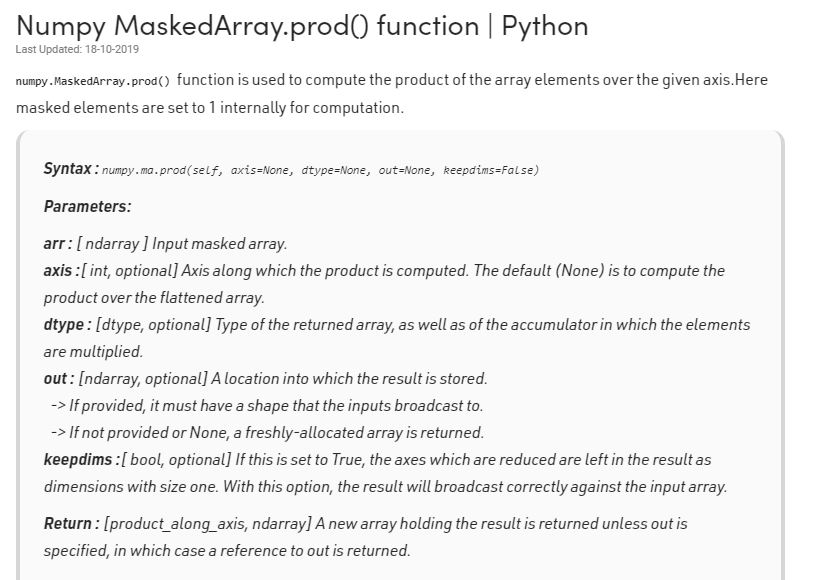 Numpy MaskedArray.prod() function | Python
Last Updated: 18-10-2019
numpy.MaskedArray.prod() function is used to compute the product of the array elements over the given axis.Here
masked elements are set to 1 internally for computation.
Syntax : numpy.ma.prod(self, axis=None, dtype=None, out=None, keepdims=False)
Parameters:
arr : [ ndarray ] Input masked array.
axis :[ int, optional] Axis along which the product is computed. The default (None) is to compute the
product over the flattened array.
dtype : [dtype, optional] Type of the returned array, as well as of the accumulator in which the elements
are multiplied.
out : [ndarray, optional] A location into which the result is stored.
-> If provided, it must have a shape that the inputs broadcast to.
-> If not provided or None, a freshly-allocated array is returned.
keepdims :[ bool, optional] If this is set to True, the axes which are reduced are left in the result as
dimensions with size one. With this option, the result will broadcast correctly against the input array.
Return : [product_along_axis, ndarray] A new array holding the result is returned unless out is
specified, in which case a reference to out is returned.